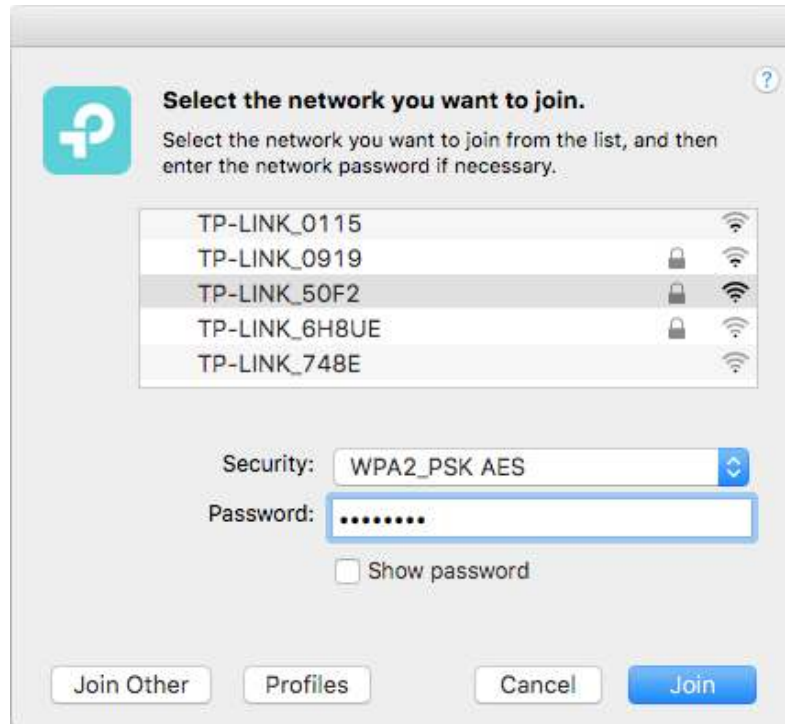 ?
Select the network you want to join.
Select the network you want to join from the list, and then
enter the network password if necessary.
TP-LINK_0115
TP-LINK_0919
TP-LINK_50F2
TP-LINK_6H8UE
TP-LINK_748E
Security: WPA2_PSK AES
Password: ••••••••
Show password
Join Other Profiles Cancel Join